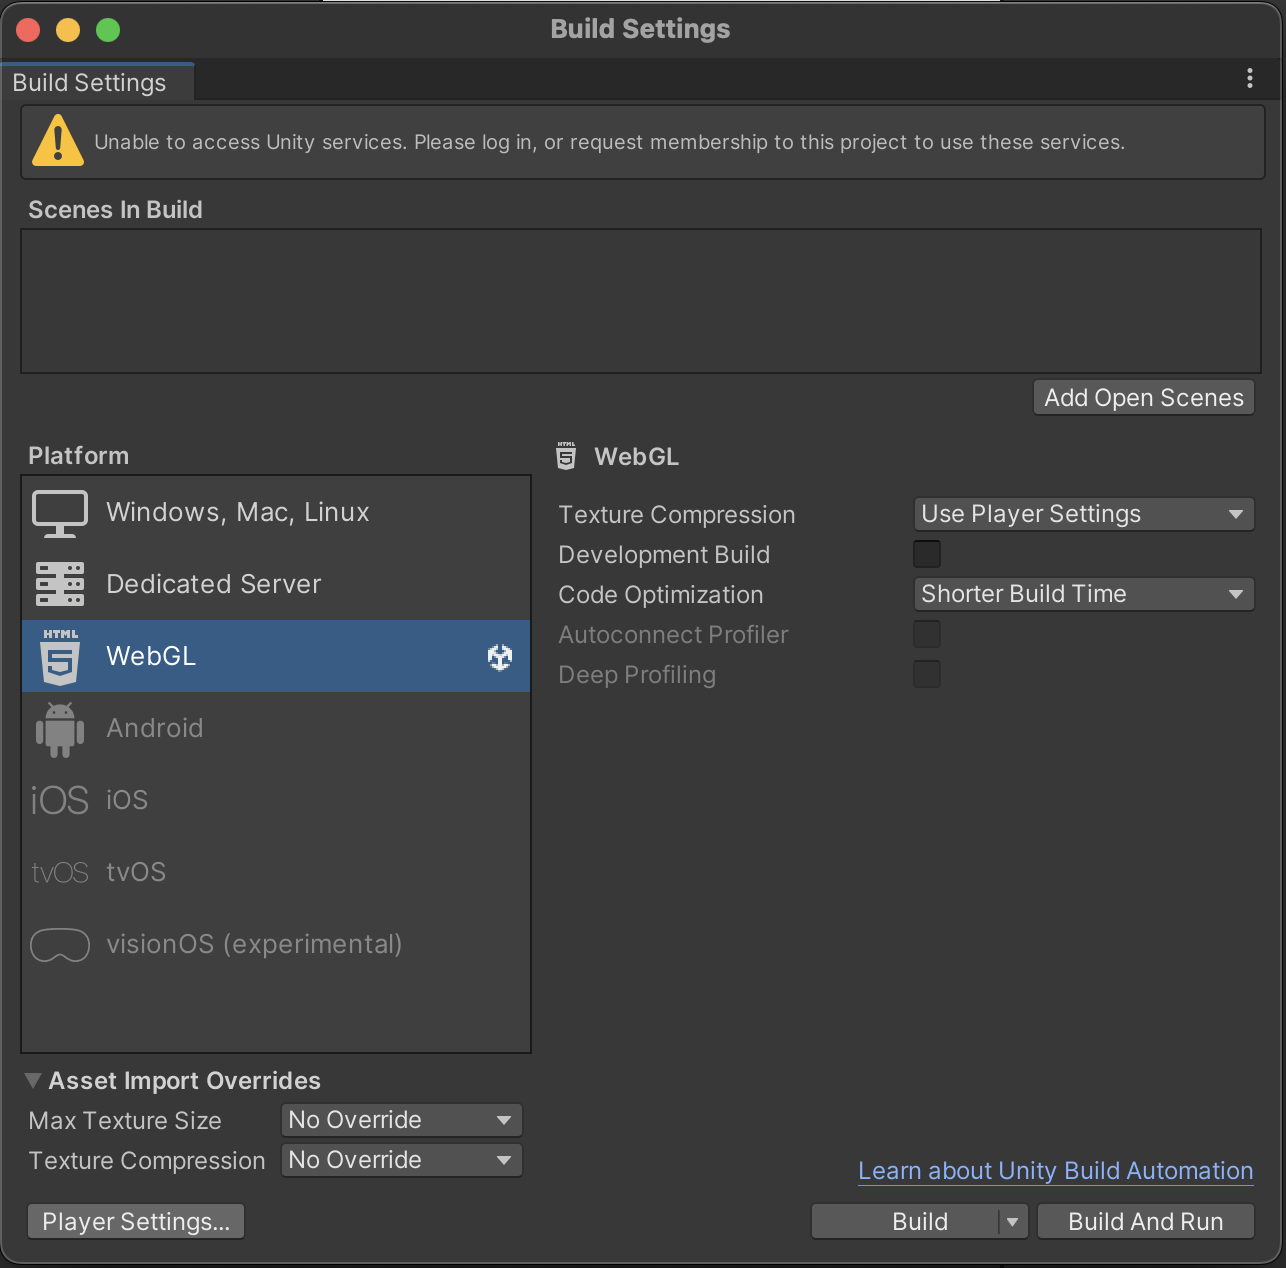 Build Settings
Build Settings
Unable to access Unity services. Please log in, or request membership to this project to use these services.
Scenes In Build
Add Open Scenes
Platform
Windows, Mac, Linux
Dedicated Server
HTML
5
WebGL
Android
iOS iOS
tvOS tvOS
visionOS (experimental)
HTML
5
WebGL
Texture Compression Use Player Settings
Development Build
Code Optimization Shorter Build Time
Autoconnect Profiler
Deep Profiling
Asset Import Overrides
Max Texture Size No Override
Texture Compression No Override
Learn about Unity Build Automation
Player Settings...
Build
Build And Run